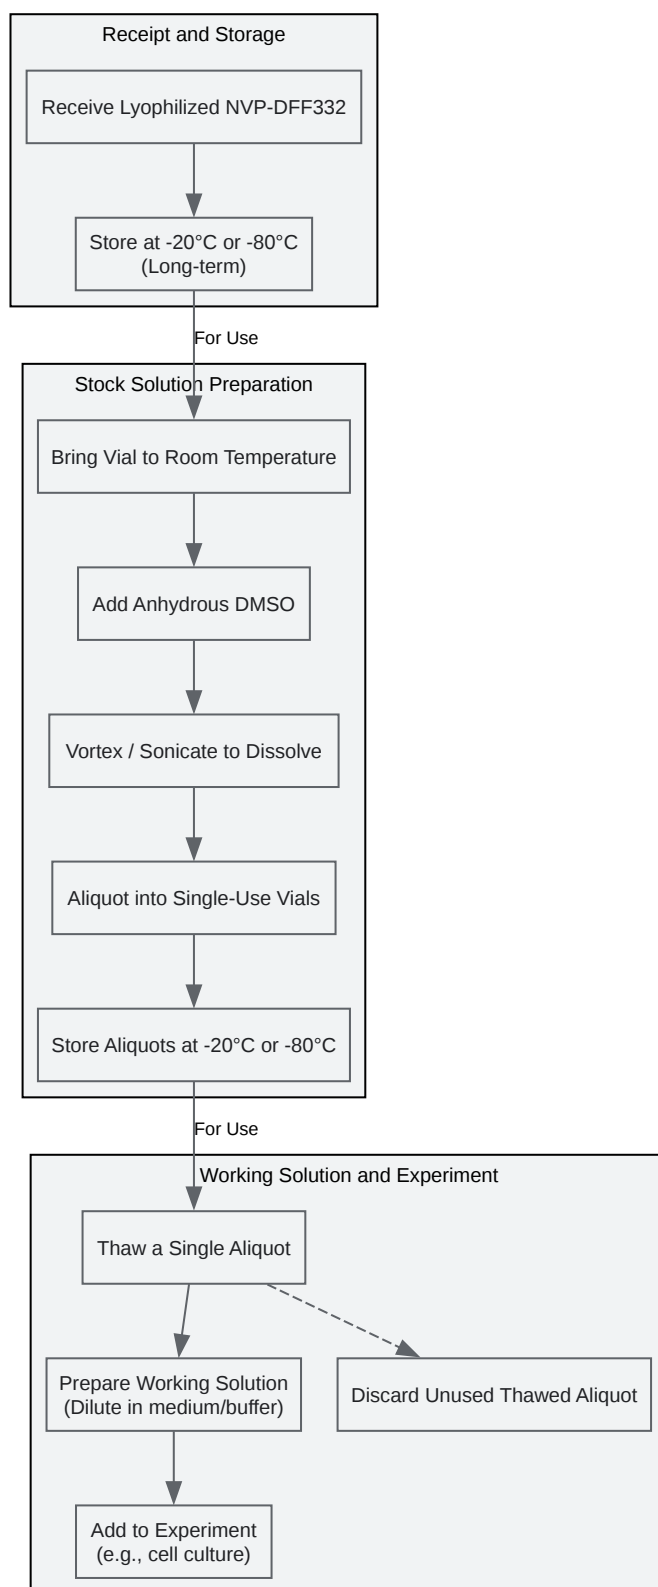 Receipt and Storage
Receive Lyophilized NVP-DFF332
Store at -20°C or -80°C
(Long-term)
For Use
Stock Solution Preparation
Bring Vial to Room Temperature
Add Anhydrous DMSO
Vortex / Sonicate to Dissolve
Aliquot into Single-Use Vials
Store Aliquots at -20°C or -80°C
For Use
Working Solution and Experiment
Thaw a Single Aliquot
Prepare Working Solution
(Dilute in medium/buffer)
Discard Unused Thawed Aliquot
Add to Experiment
(e.g., cell culture)